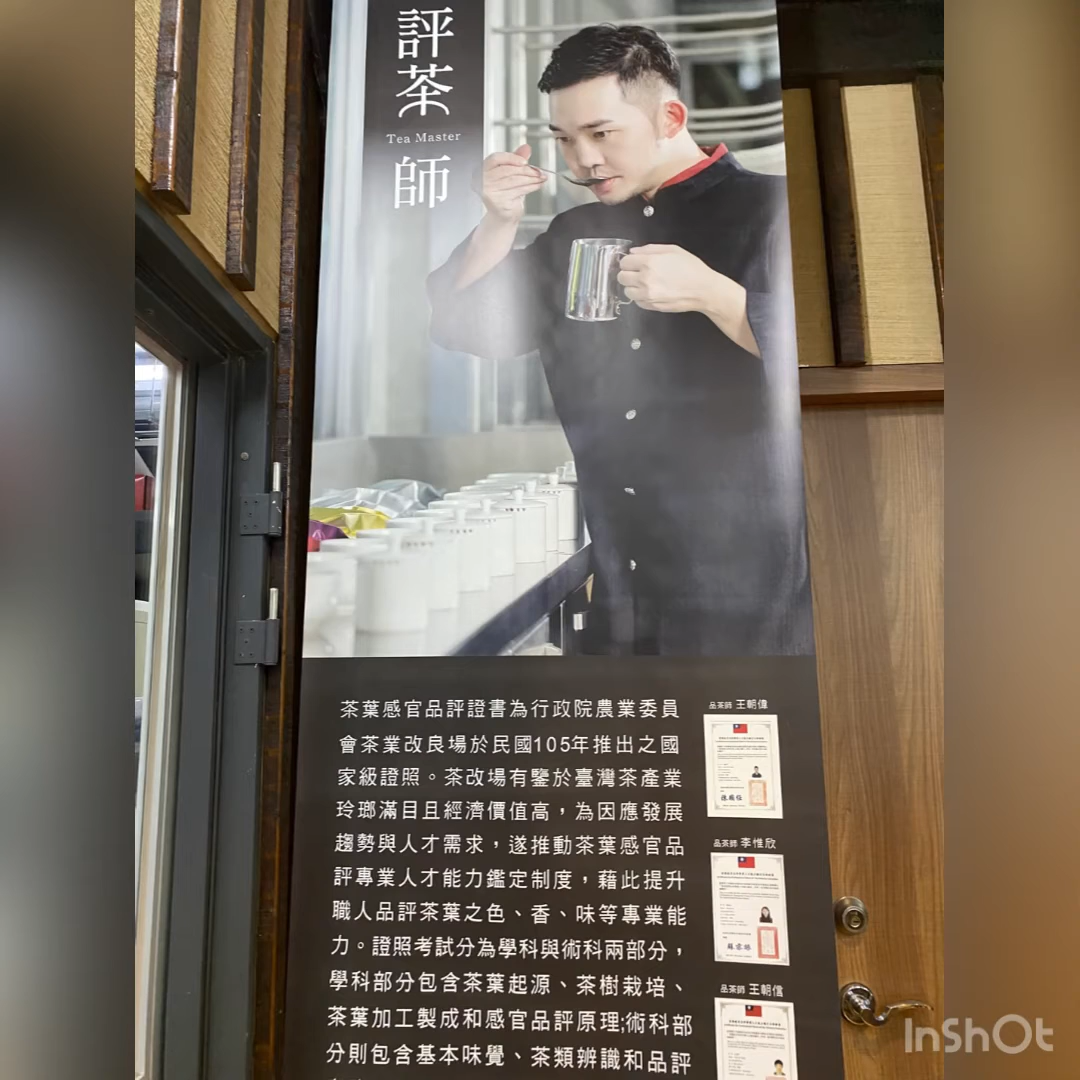 評茶
Tea Master
師
茶葉感官品評證書為行政院農業委員
會茶業改良場於民國105年推出之國
家級證照。茶改場有鑒於臺灣茶產業
玲瑯滿目且經濟價值高，為因應發展
趨勢與人才需求，遂推動茶葉感官品
評專業人才能力鑑定制度，藉此提升
職人品評茶葉之色、香、味等專業能
力。證照考試分為學科與術科兩部分，
學科部分包含茶葉起源、茶樹栽培、
茶葉加工製成和感官品評原理;術科部
分則包含基本味覺、茶類辨識和品評
品茶師 王朝偉
品茶師 李惟欣
品茶師 王朝信
InShOt